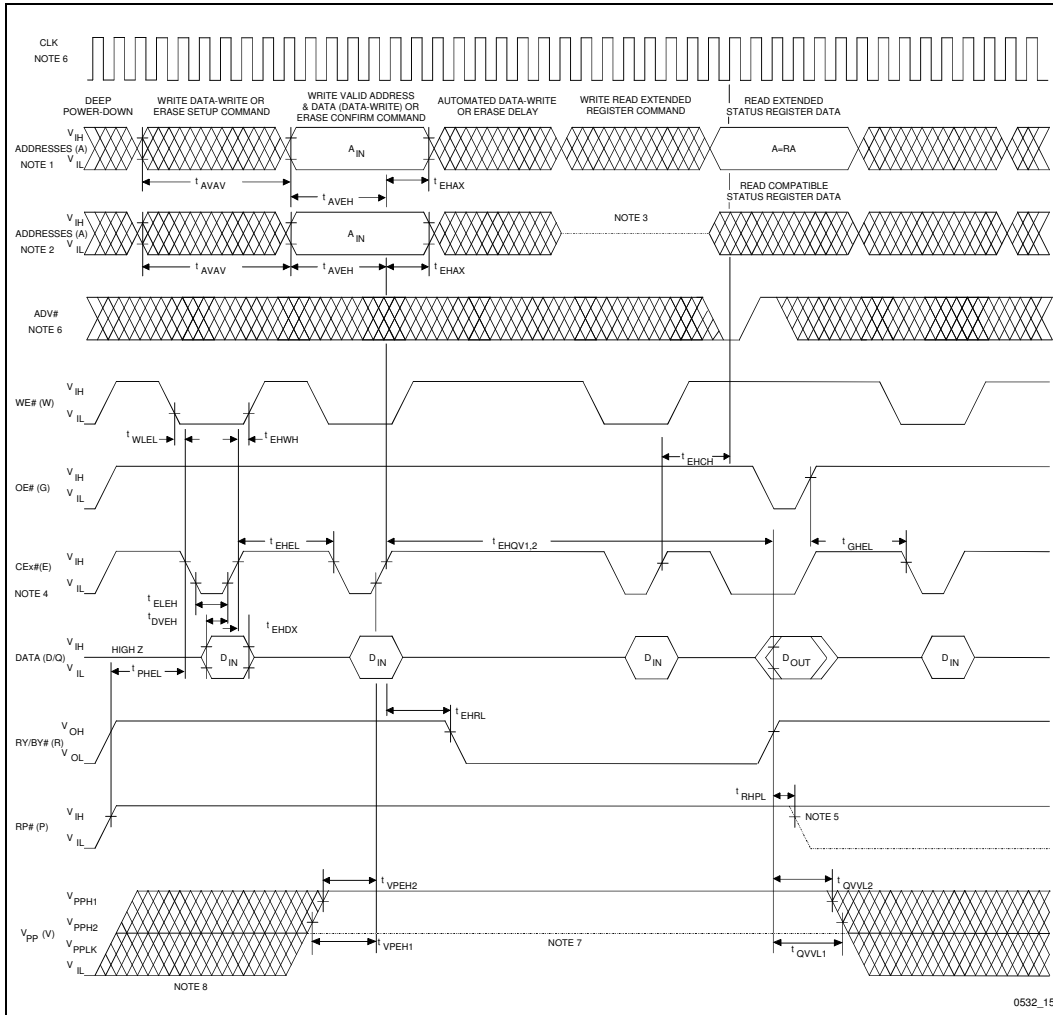 CLK
NOTE 6
DEEP
POWER-DOWN
WRITE DATA-WRITE OR
ERASE SETUP COMMAND
WRITE VALID ADDRESS
& DATA (DATA-WRITE) OR
ERASE CONFIRM COMMAND
AUTOMATED DATA-WRITE
OR ERASE DELAY
WRITE READ EXTENDED
REGISTER COMMAND
READ EXTENDED
STATUS REGISTER DATA
V IH
ADDRESSES (A)
NOTE 1
V IL
A IN
A=RA
t AVAV
t AVEH
t EHAX
READ COMPATIBLE
STATUS REGISTER DATA
V IH
ADDRESSES (A)
NOTE 2
V IL
A IN
NOTE 3
t AVAV
t AVEH
t EHAX
ADV#
NOTE 6
V IH
WE# (W)
V IL
t WLEL
t EHWH
t EHCH
V IH
OE# (G)
V IL
t EHEL
t EHQV1,2
t GHEL
V IH
CEx#(E)
V IL
NOTE 4
t ELEH
t DVEH
t EHDX
V IH
DATA (D/Q)
V IL
HIGH Z
D IN
D IN
D IN
D OUT
D IN
t PHEL
t EHRL
V OH
RY/BY# (R)
V OL
t RHPL
V IH
RP# (P)
V IL
NOTE 5
t VPEH2
t QVVL2
V PPH1
V PPH2
V PP (V)
V PPLK
V IL
t VPEH1
NOTE 7
t QVVL1
NOTE 8
0532_15